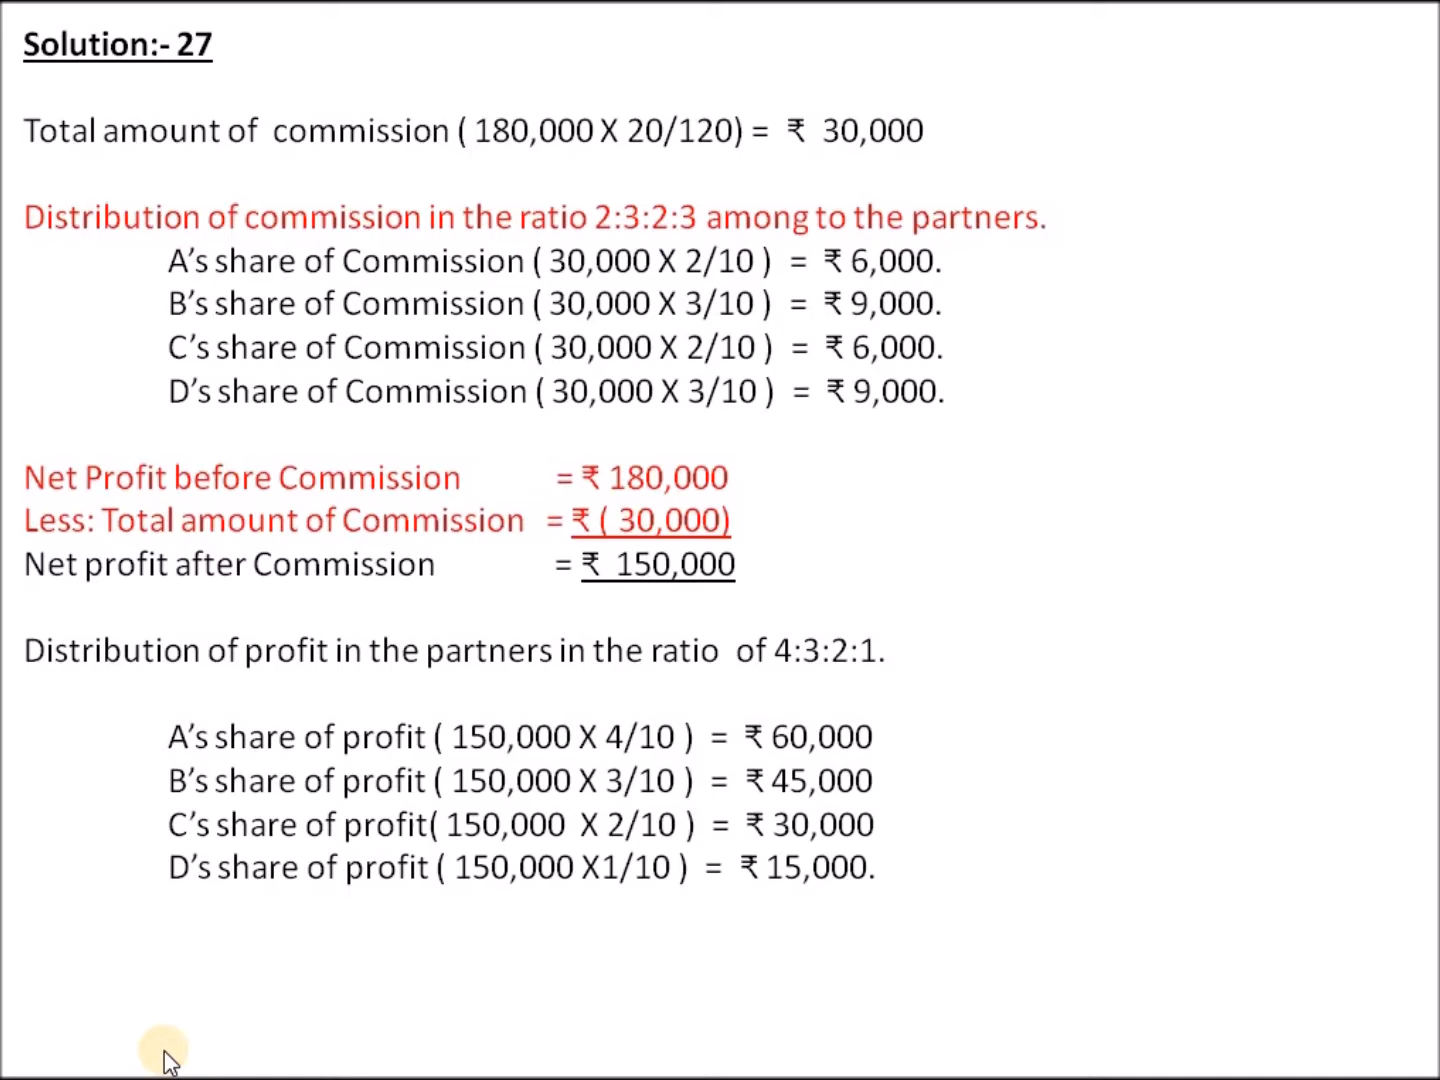 Solution:- 27
Total amount of commission ( 180,000 X 20/120) = ₹ 30,000
Distribution of commission in the ratio 2:3:2:3 among to the partners.
A’s share of Commission ( 30,000 X 2/10 ) = ₹ 6,000.
B’s share of Commission ( 30,000 X 3/10 ) = ₹ 9,000.
C’s share of Commission ( 30,000 X 2/10 ) = ₹ 6,000.
D’s share of Commission ( 30,000 X 3/10 ) = ₹ 9,000.
Net Profit before Commission = ₹ 180,000
Less: Total amount of Commission = ₹ ( 30,000)
Net profit after Commission = ₹ 150,000
Distribution of profit in the partners in the ratio of 4:3:2:1.
A’s share of profit ( 150,000 X 4/10 ) = ₹ 60,000
B’s share of profit ( 150,000 X 3/10 ) = ₹ 45,000
C’s share of profit( 150,000 X 2/10 ) = ₹ 30,000
D’s share of profit ( 150,000 X1/10 ) = ₹ 15,000.